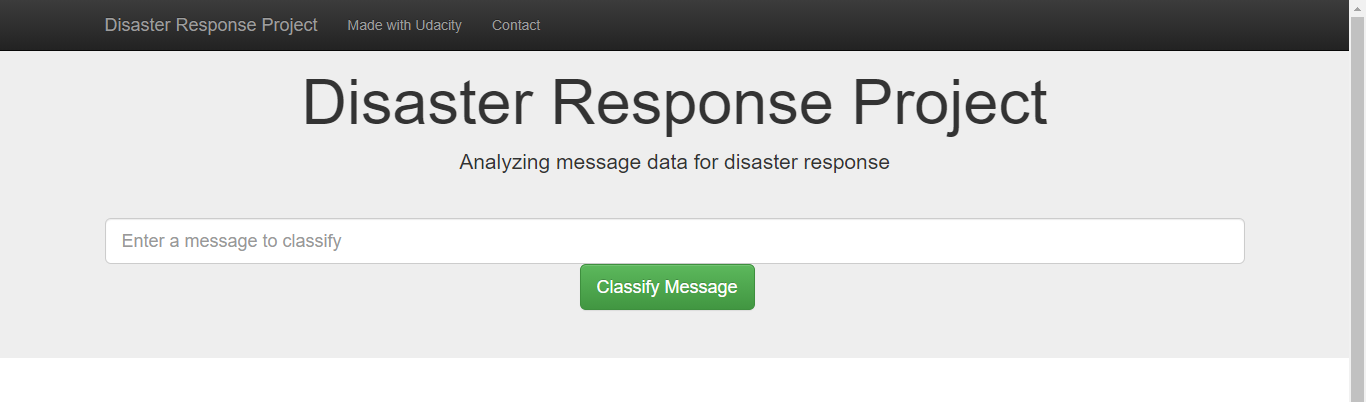 Disaster Response Project Made with Udacity Contact
Disaster Response Project
Analyzing message data for disaster response
Enter a message to classify
Classify Message